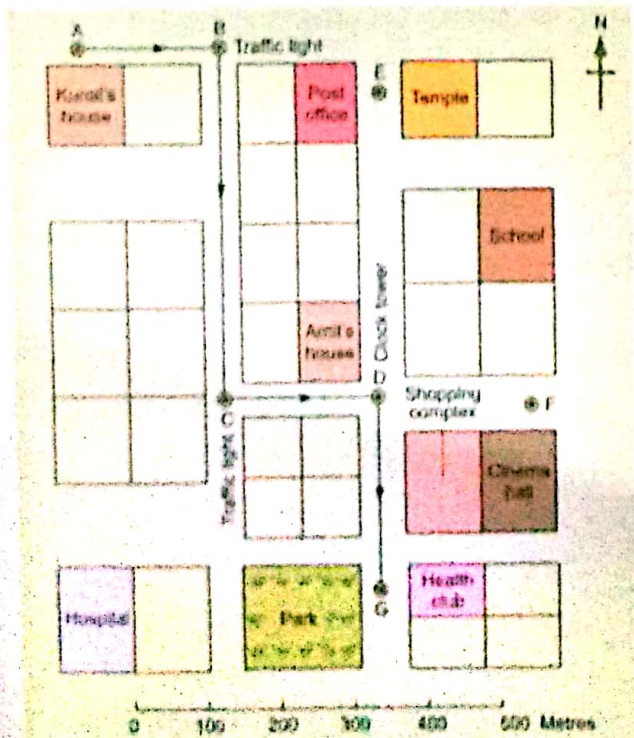 A
B
N
Traffic light
Kunal's
house
Post
office
E
Temple
School
Clock tower
Amit's
house
D
Traffic light C
Shopping
complex
F
Cinema
hall
Hospital
Park
G
Health
club
0 100 200 300 400 500 Metres